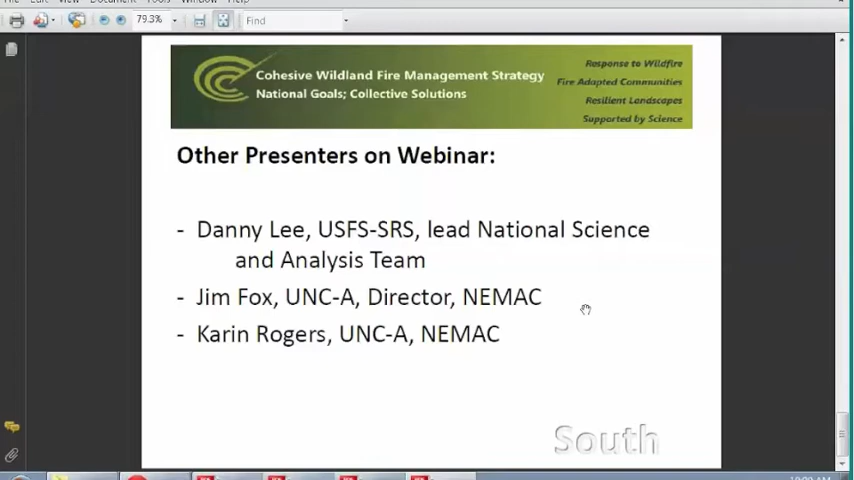 79.3%
Find
Cohesive Wildland Fire Management Strategy
National Goals; Collective Solutions
Response to Wildfire
Fire Adapted Communities
Resilient Landscapes
Supported by Science
Other Presenters on Webinar:
- Danny Lee, USFS-SRS, lead National Science
and Analysis Team
- Jim Fox, UNC-A, Director, NEMAC
- Karin Rogers, UNC-A, NEMAC
South